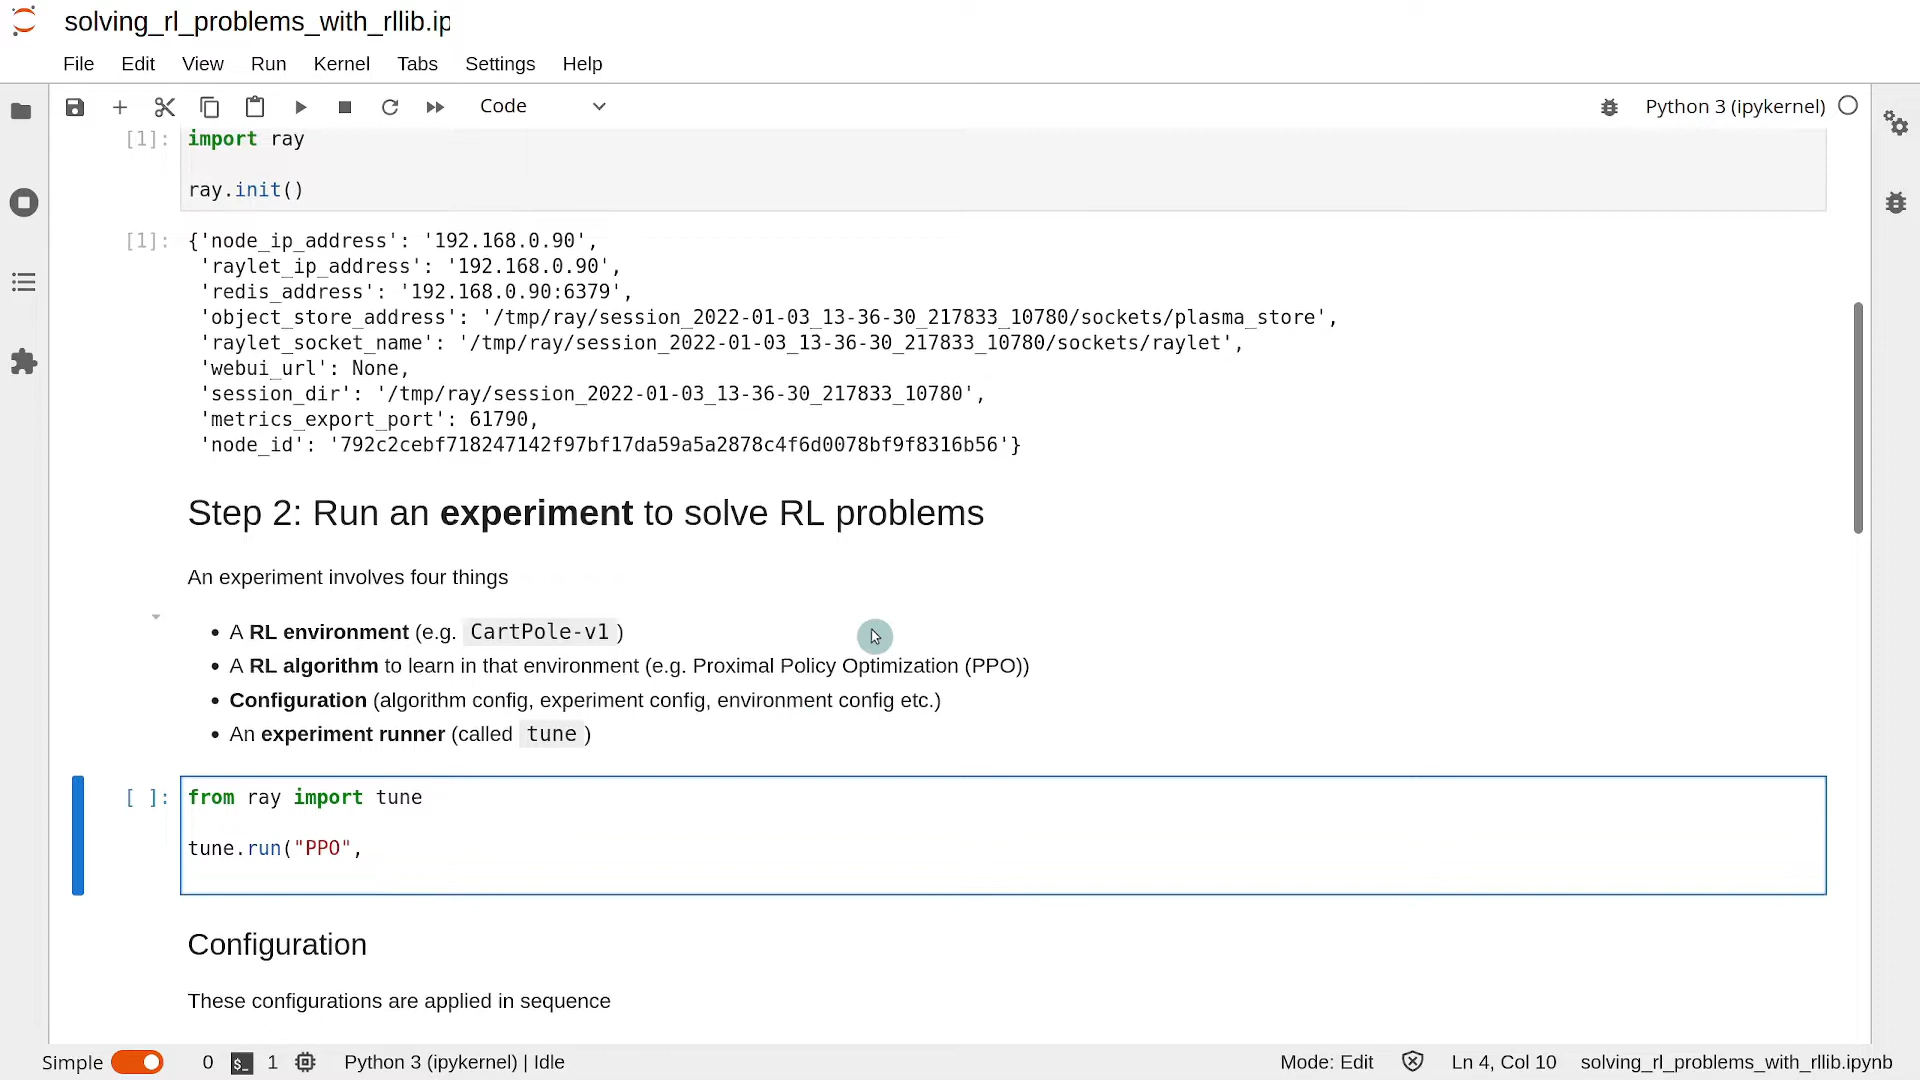 solving_rl_problems_with_rllib.ip
File Edit View Run Kernel Tabs Settings Help
Code
Python 3 (ipykernel)
[1]: import ray
ray.init()
[1]: {'node_ip_address': '192.168.0.90',
'raylet_ip_address': '192.168.0.90',
'redis_address': '192.168.0.90:6379',
'object_store_address': '/tmp/ray/session_2022-01-03_13-36-30_217833_10780/sockets/plasma_store',
'raylet_socket_name': '/tmp/ray/session_2022-01-03_13-36-30_217833_10780/sockets/raylet',
'webui_url': None,
'session_dir': '/tmp/ray/session_2022-01-03_13-36-30_217833_10780',
'metrics_export_port': 61790,
'node_id': '792c2cebf718247142f97bf17da59a5a2878c4f6d0078bf9f8316b56'}
Step 2: Run an experiment to solve RL problems
An experiment involves four things
• A RL environment (e.g. CartPole-v1 )
• A RL algorithm to learn in that environment (e.g. Proximal Policy Optimization (PPO))
• Configuration (algorithm config, experiment config, environment config etc.)
• An experiment runner (called tune )
[ ]: from ray import tune
tune.run("PPO",
Configuration
These configurations are applied in sequence
Simple 0 $_ 1 Python 3 (ipykernel) | Idle Mode: Edit Ln 4, Col 10 solving_rl_problems_with_rllib.ipynb